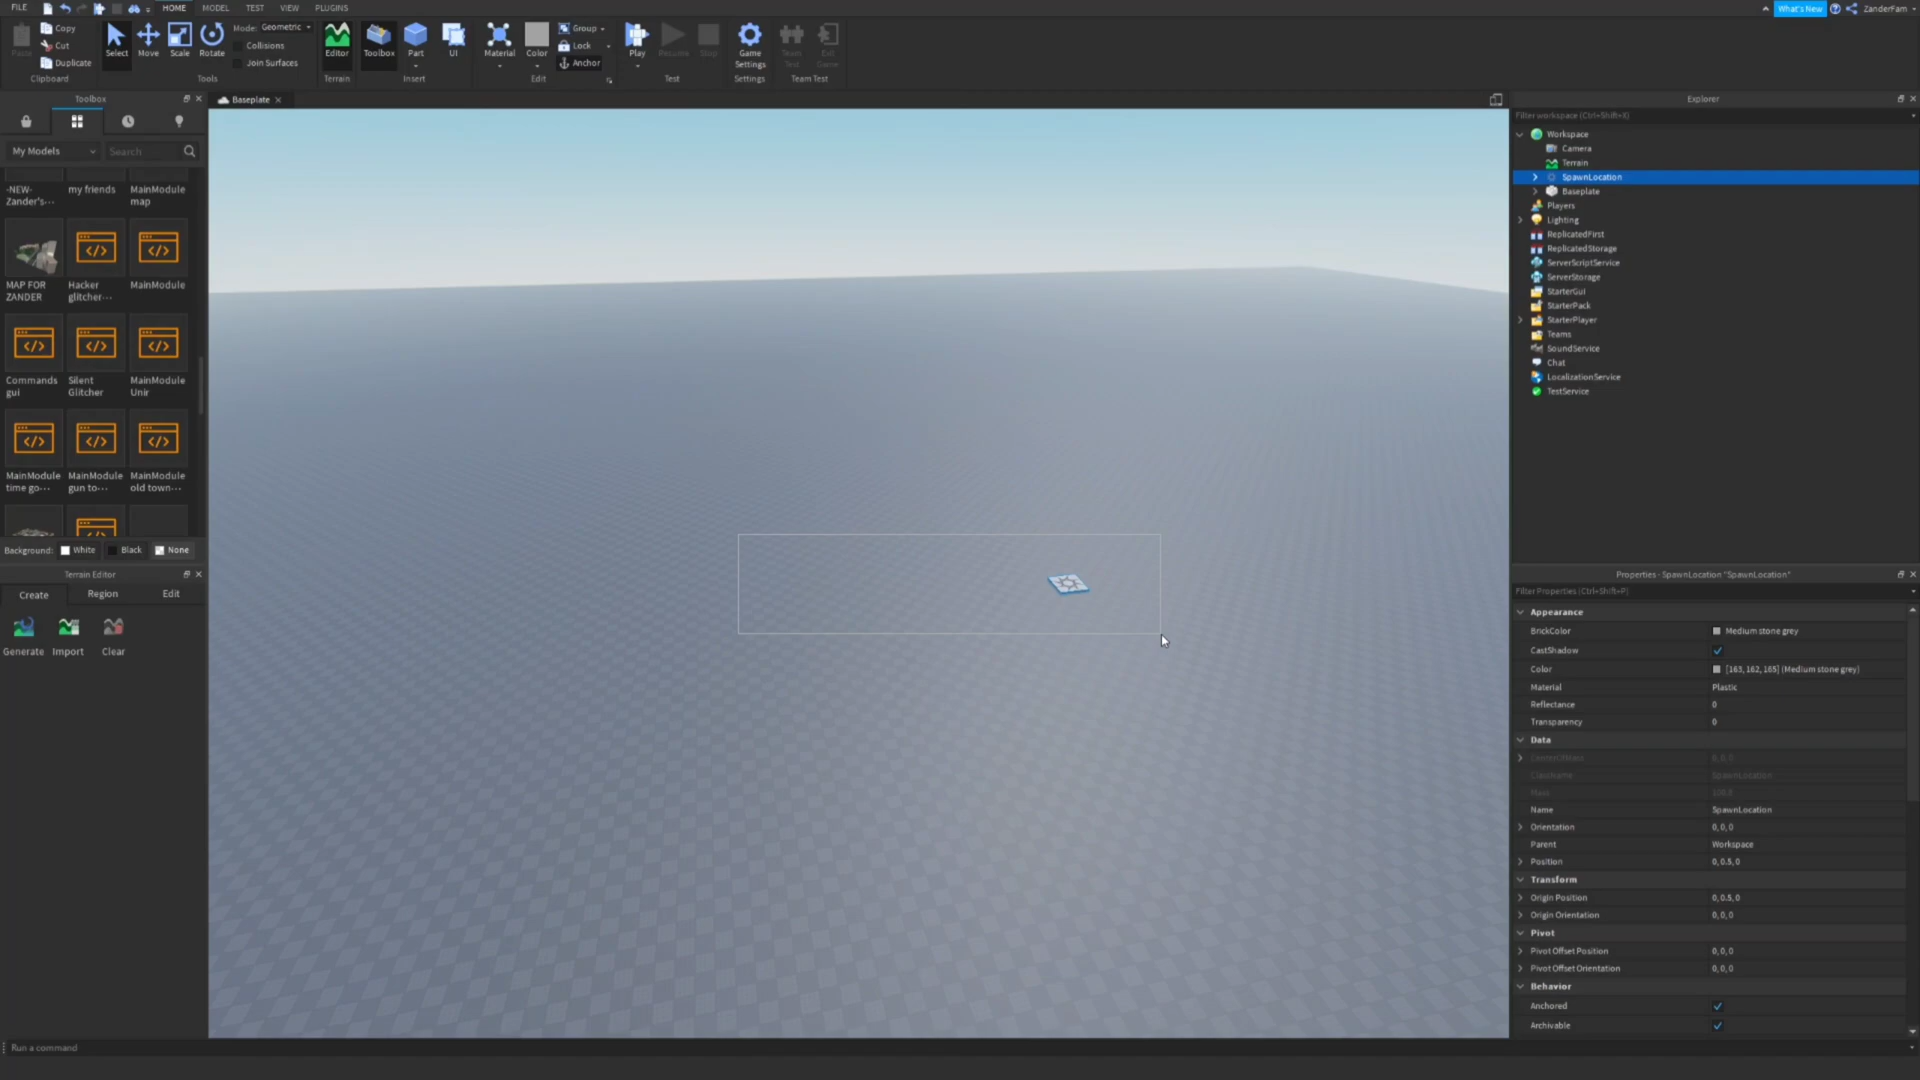 FILE HOME MODEL TEST VIEW PLUGINS What's New ZanderFam
Copy
Cut
Duplicate
Paste
Clipboard
Select Move Scale Rotate
Mode: Geometric
Collisions
Join Surfaces
Tools
Editor
Terrain
Toolbox Part UI
Insert
Material Color
Group
Lock
Anchor
Edit
Play Resume Stop
Test
Game
Settings
Settings
Team
Test
Exit
Game
Team Test
Toolbox
My Models Search
-NEW-
Zander's...
my friends
MainModule
map
MAP FOR
ZANDER
Hacker
glitcher...
MainModule
Commands
gui
Silent
Glitcher
MainModule
Unir
MainModule
time go...
MainModule
gun to...
MainModule
old town...
Background: White Black None
Terrain Editor
Create Region Edit
Generate Import Clear
Baseplate
Explorer
Filter workspace (Ctrl+Shift+X)
Workspace
Camera
Terrain
SpawnLocation
Baseplate
Players
Lighting
ReplicatedFirst
ReplicatedStorage
ServerScriptService
ServerStorage
StarterGui
StarterPack
StarterPlayer
Teams
SoundService
Chat
LocalizationService
TestService
Properties - SpawnLocation "SpawnLocation"
Filter Properties (Ctrl+Shift+P)
Appearance
BrickColor Medium stone grey
CastShadow
Color [163, 162, 165] (Medium stone grey)
Material Plastic
Reflectance 0
Transparency 0
Data
CenterOfMass 0, 0, 0
ClassName SpawnLocation
Mass
Name SpawnLocation
Orientation 0, 0, 0
Parent Workspace
Position 0, 0.5, 0
Transform
Origin Position 0, 0.5, 0
Origin Orientation 0, 0, 0
Pivot
Pivot Offset Position 0, 0, 0
Pivot Offset Orientation 0, 0, 0
Behavior
Anchored
Archivable
Run a command